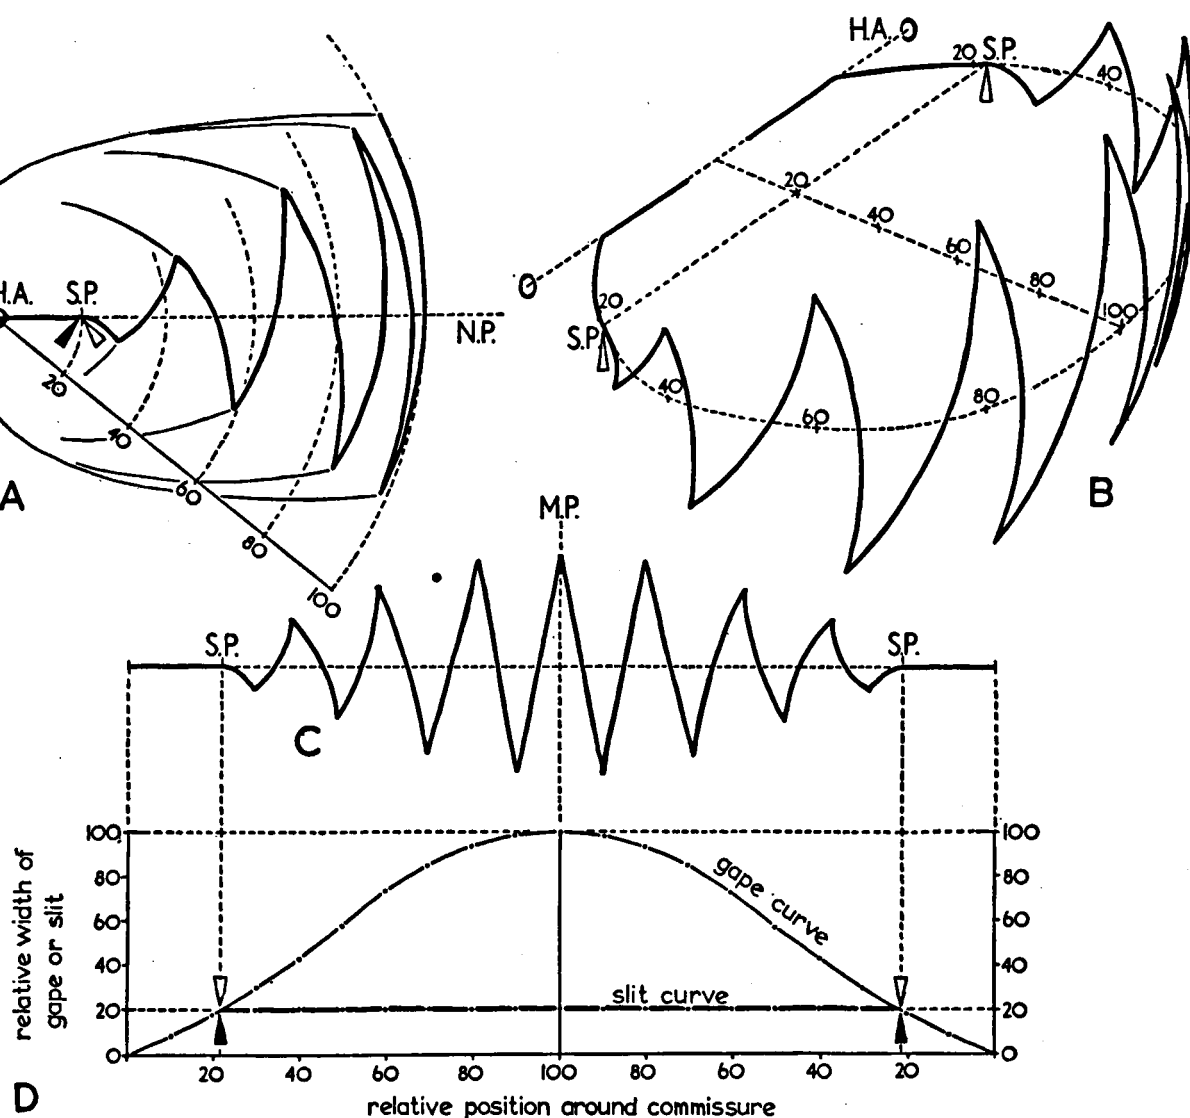 H.A.
S.P.
N.P.
20
40
60
80
100
A
H.A.
20 S.P.
40
20
40
60
80
100
20
S.P.
40
60
80
B
M.P.
S.P.
S.P.
C
relative width of
gape or slit
100
80
60
40
20
0
gape curve
slit curve
100
80
60
40
20
0
20 40 60 80 100 80 60 40 20
relative position around commissure
D